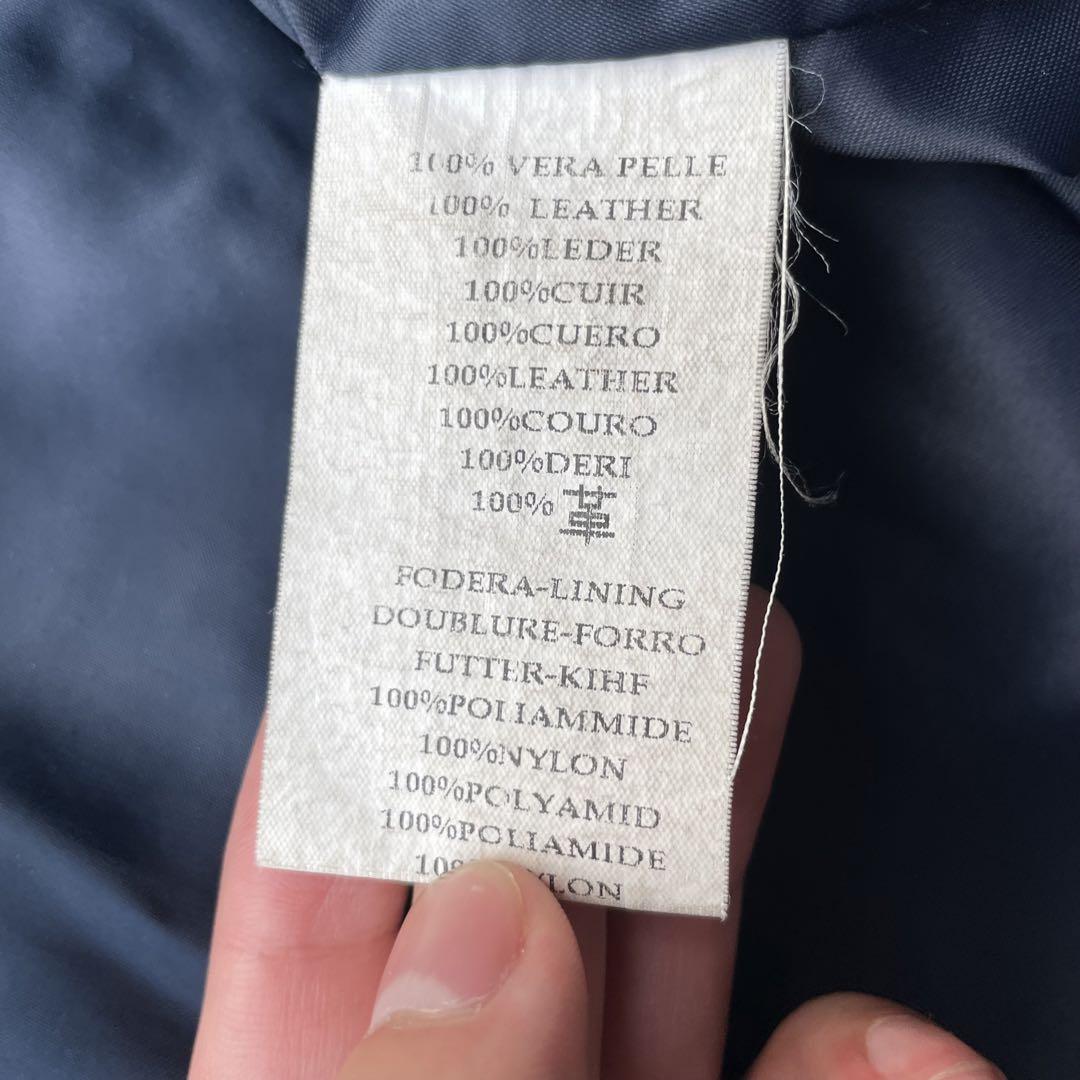 100% VERA PELLE
100% LEATHER
100%LEDER
100%CUIR
100%CUERO
100%LEATHER
100%COURO
100%DERI
100% 革
FODERA-LINING
DOUBLURE-FORRO
FUTTER-KIHF
100%POLIAMMIDE
100%NYLON
100%POLYAMID
100%POLIAMIDE